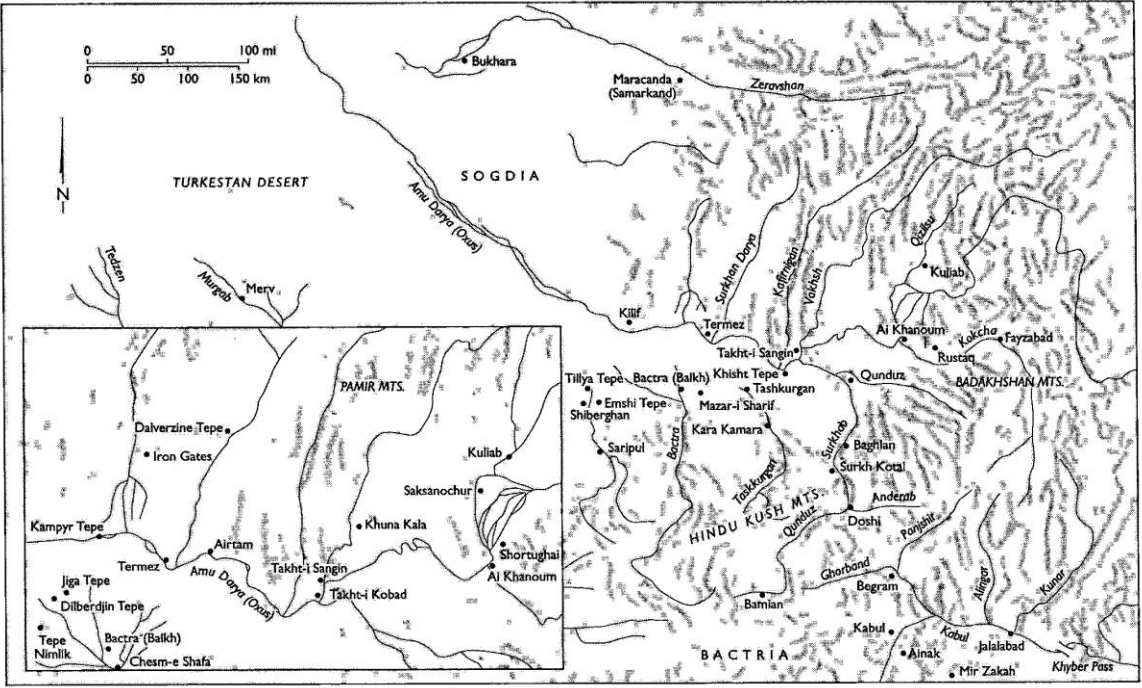 0 50 100 mi
0 50 100 150 km
N
Bukhara
Maracanda
(Samarkand)
Zeravshan
TURKESTAN DESERT
SOGDIA
Amu Darya (Oxus)
Tedzen
Murgab
Merv
Surkhan Darya
Kafirnigan
Vakhsh
Qizilsu
Kuliab
Kilif
Termez
Takht-i Sangin
Ai Khanoum
Kokcha
Fayzabad
Rustaq
Khisht Tepe
Qunduz
BADAKHSHAN MTS.
Tillya Tepe
Bactra (Balkh)
Tashkurgan
Emshi Tepe
Mazar-i Sharif
Shiberghan
Kara Kamara
Saripul
Bactra
Surkhab
Baghlan
Surkh Kotal
Taskkurgan
Anderab
HINDU KUSH MTS.
Qunduz
Doshi
Panjshir
Ghorband
Begram
Alingar
Kunar
Bamian
Kabul
Kabul
Jalalabad
BACTRIA
Ainak
Khyber Pass
Mir Zakah
PAMIR MTS.
Dalverzine Tepe
Iron Gates
Kuliab
Saksanochur
Kampyr Tepe
Khuna Kala
Airtam
Shortughai
Termez
Takht-i Sangin
Ai Khanoum
Amu Darya (Oxus)
Jiga Tepe
Takht-i Kobad
Dilberdjin Tepe
Tepe
Nimlik
Bactra (Balkh)
Chesm-e Shafa